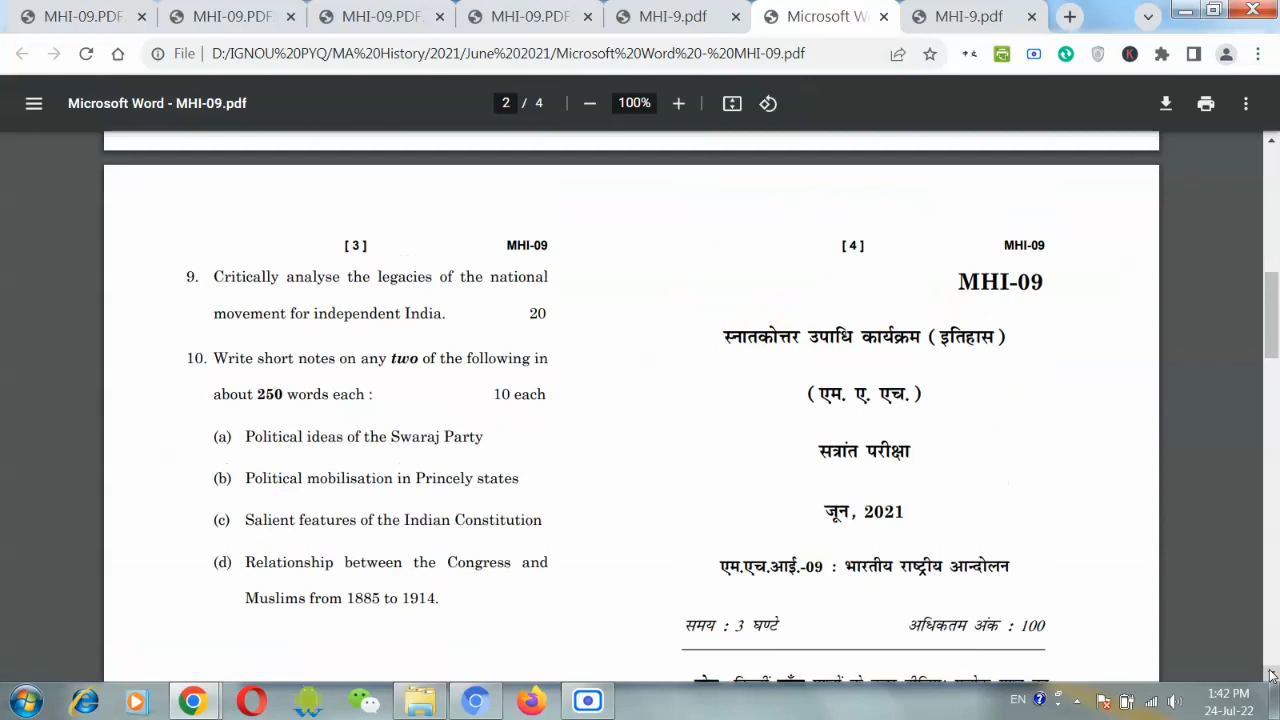 MHI-09.PDF
MHI-09.PDF
MHI-09.PDF
MHI-09.PDF
MHI-9.pdf
Microsoft W
MHI-9.pdf
File
D:/IGNOU%20PYO/MA%20History/2021/June%202021/Microsoft%20Word%20-%20MHI-09.pdf
Microsoft Word - MHI-09.pdf
2 / 4
100%
[ 3 ] MHI-09
9. Critically analyse the legacies of the national
movement for independent India. 20
10. Write short notes on any two of the following in
about 250 words each : 10 each
(a) Political ideas of the Swaraj Party
(b) Political mobilisation in Princely states
(c) Salient features of the Indian Constitution
(d) Relationship between the Congress and
Muslims from 1885 to 1914.
[ 4 ] MHI-09
MHI-09
स्नातकोत्तर उपाधि कार्यक्रम ( इतिहास )
( एम. ए. एच. )
सत्रांत परीक्षा
जून, 2021
एम.एच.आई.-09 : भारतीय राष्ट्रीय आन्दोलन
समय : 3 घण्टे अधिकतम अंक : 100
EN
1:42 PM
24-Jul-22